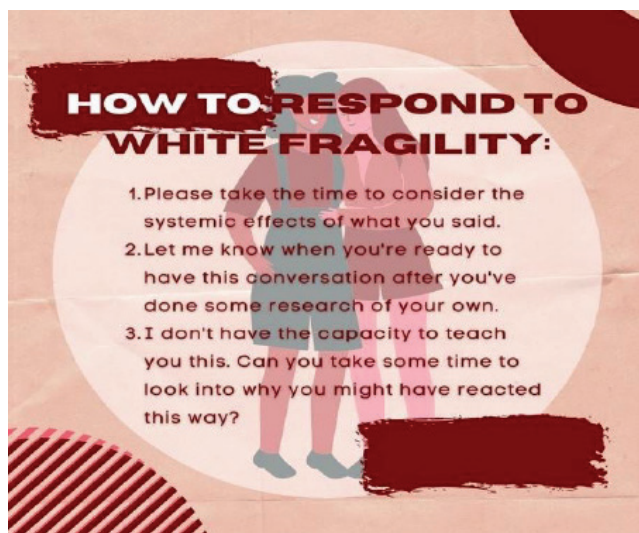 HOW TO RESPOND TO
WHITE FRAGILITY:
1.Please take the time to consider the
systemic effects of what you said.
2.Let me know when you're ready to
have this conversation after you've
done some research of your own.
3.I don't have the capacity to teach
you this. Can you take some time to
look into why you might have reacted
this way?